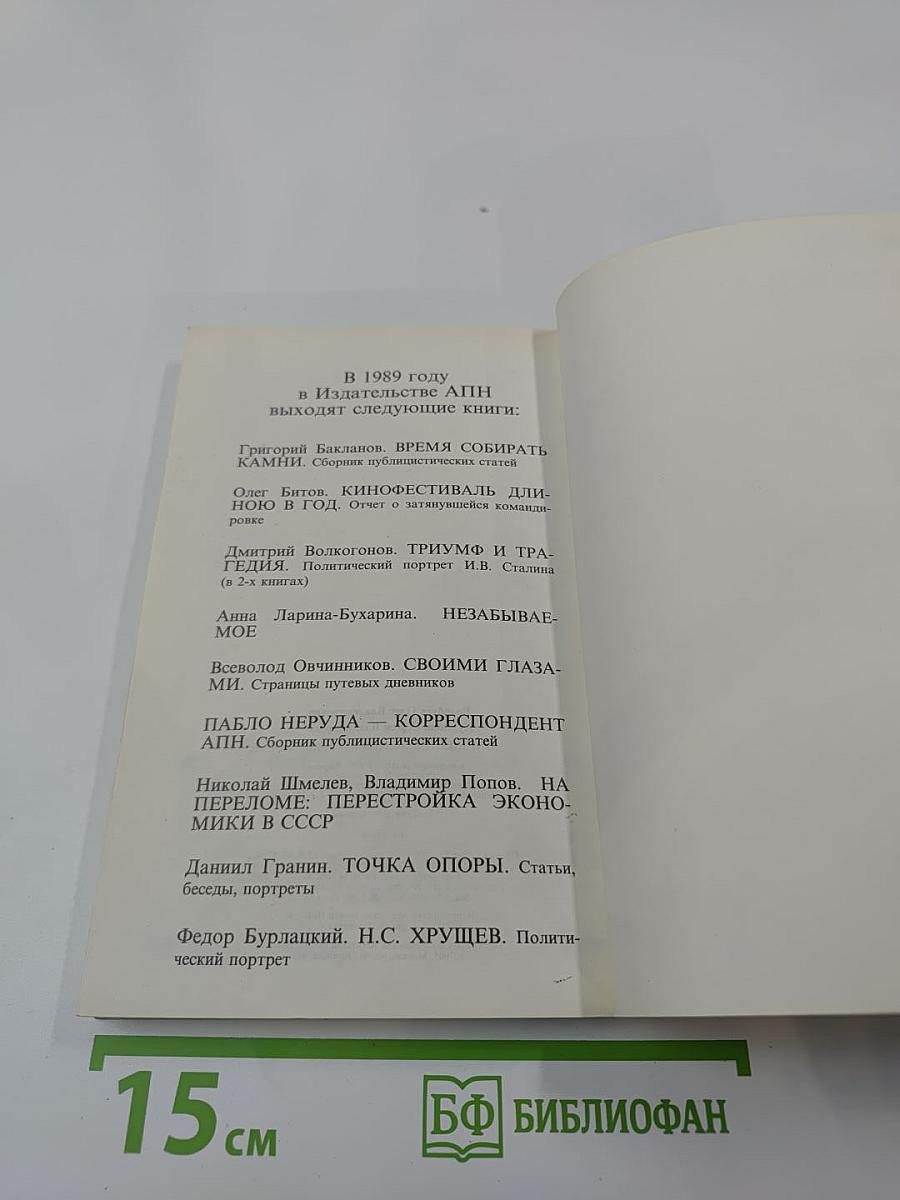 В 1989 году
в Издательстве АПН
выходят следующие книги:
Григорий Бакланов. ВРЕМЯ СОБИРАТЬ
КАМНИ. Сборник публицистических статей
Олег Битов. КИНОФЕСТИВАЛЬ ДЛИ-
НОЮ В ГОД. Отчет о затянувшейся команди-
ровке
Дмитрий Волкогонов. ТРИУМФ И ТРА-
ГЕДИЯ. Политический портрет И.В. Сталина
(в 2-х книгах)
Анна Ларина-Бухарина. НЕЗАБЫВАЕ-
МОЕ
Всеволод Овчинников. СВОИМИ ГЛАЗА-
МИ. Страницы путевых дневников
ПАБЛО НЕРУДА — КОРРЕСПОНДЕНТ
АПН. Сборник публицистических статей
Николай Шмелев, Владимир Попов. НА
ПЕРЕЛОМЕ: ПЕРЕСТРОЙКА ЭКОНО-
МИКИ В СССР
Даниил Гранин. ТОЧКА ОПОРЫ. Статьи,
беседы, портреты
Федор Бурлацкий. Н.С. ХРУЩЕВ. Полити-
ческий портрет
15 см
БФ БИБЛИОФАН